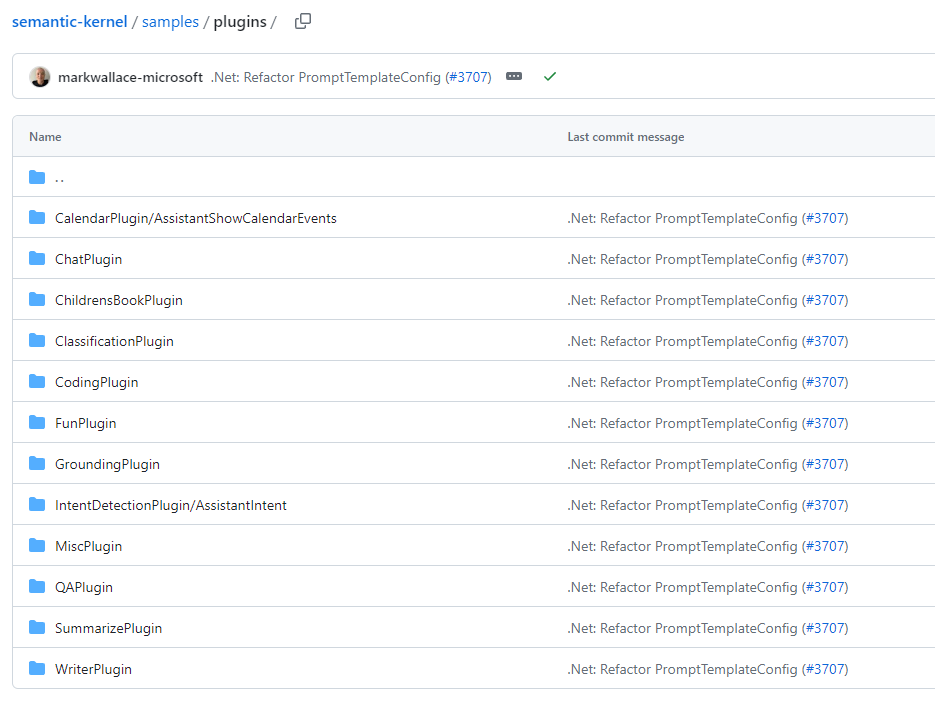 semantic-kernel / samples / plugins /
markwallace-microsoft .Net: Refactor PromptTemplateConfig (#3707)
Name Last commit message
..
CalendarPlugin/AssistantShowCalendarEvents .Net: Refactor PromptTemplateConfig (#3707)
ChatPlugin .Net: Refactor PromptTemplateConfig (#3707)
ChildrensBookPlugin .Net: Refactor PromptTemplateConfig (#3707)
ClassificationPlugin .Net: Refactor PromptTemplateConfig (#3707)
CodingPlugin .Net: Refactor PromptTemplateConfig (#3707)
FunPlugin .Net: Refactor PromptTemplateConfig (#3707)
GroundingPlugin .Net: Refactor PromptTemplateConfig (#3707)
IntentDetectionPlugin/AssistantIntent .Net: Refactor PromptTemplateConfig (#3707)
MiscPlugin .Net: Refactor PromptTemplateConfig (#3707)
QAPlugin .Net: Refactor PromptTemplateConfig (#3707)
SummarizePlugin .Net: Refactor PromptTemplateConfig (#3707)
WriterPlugin .Net: Refactor PromptTemplateConfig (#3707)